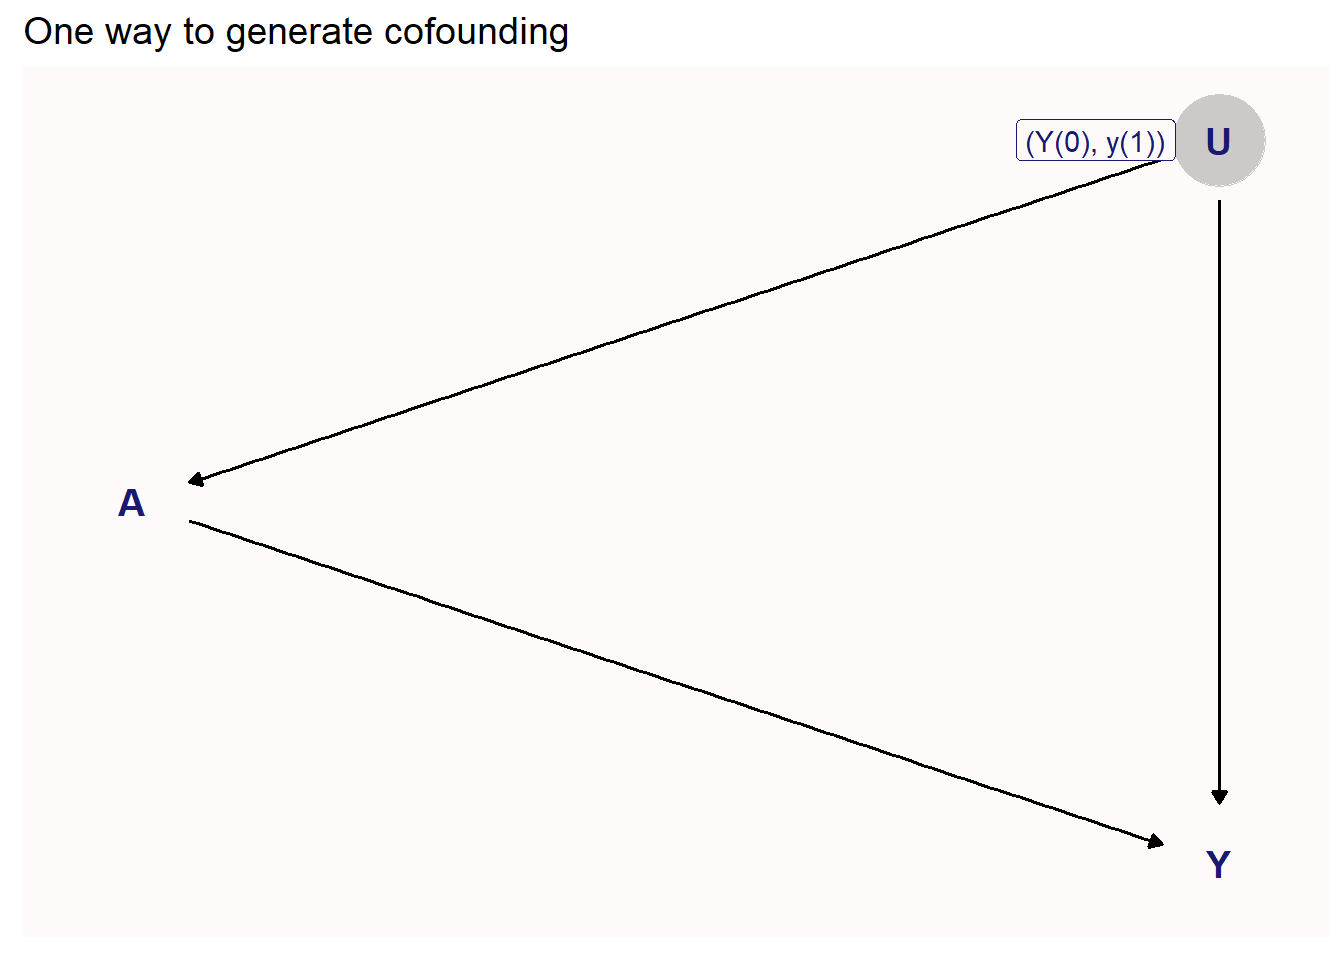 One way to generate cofounding
(Y(0), y(1))
U
A
Y